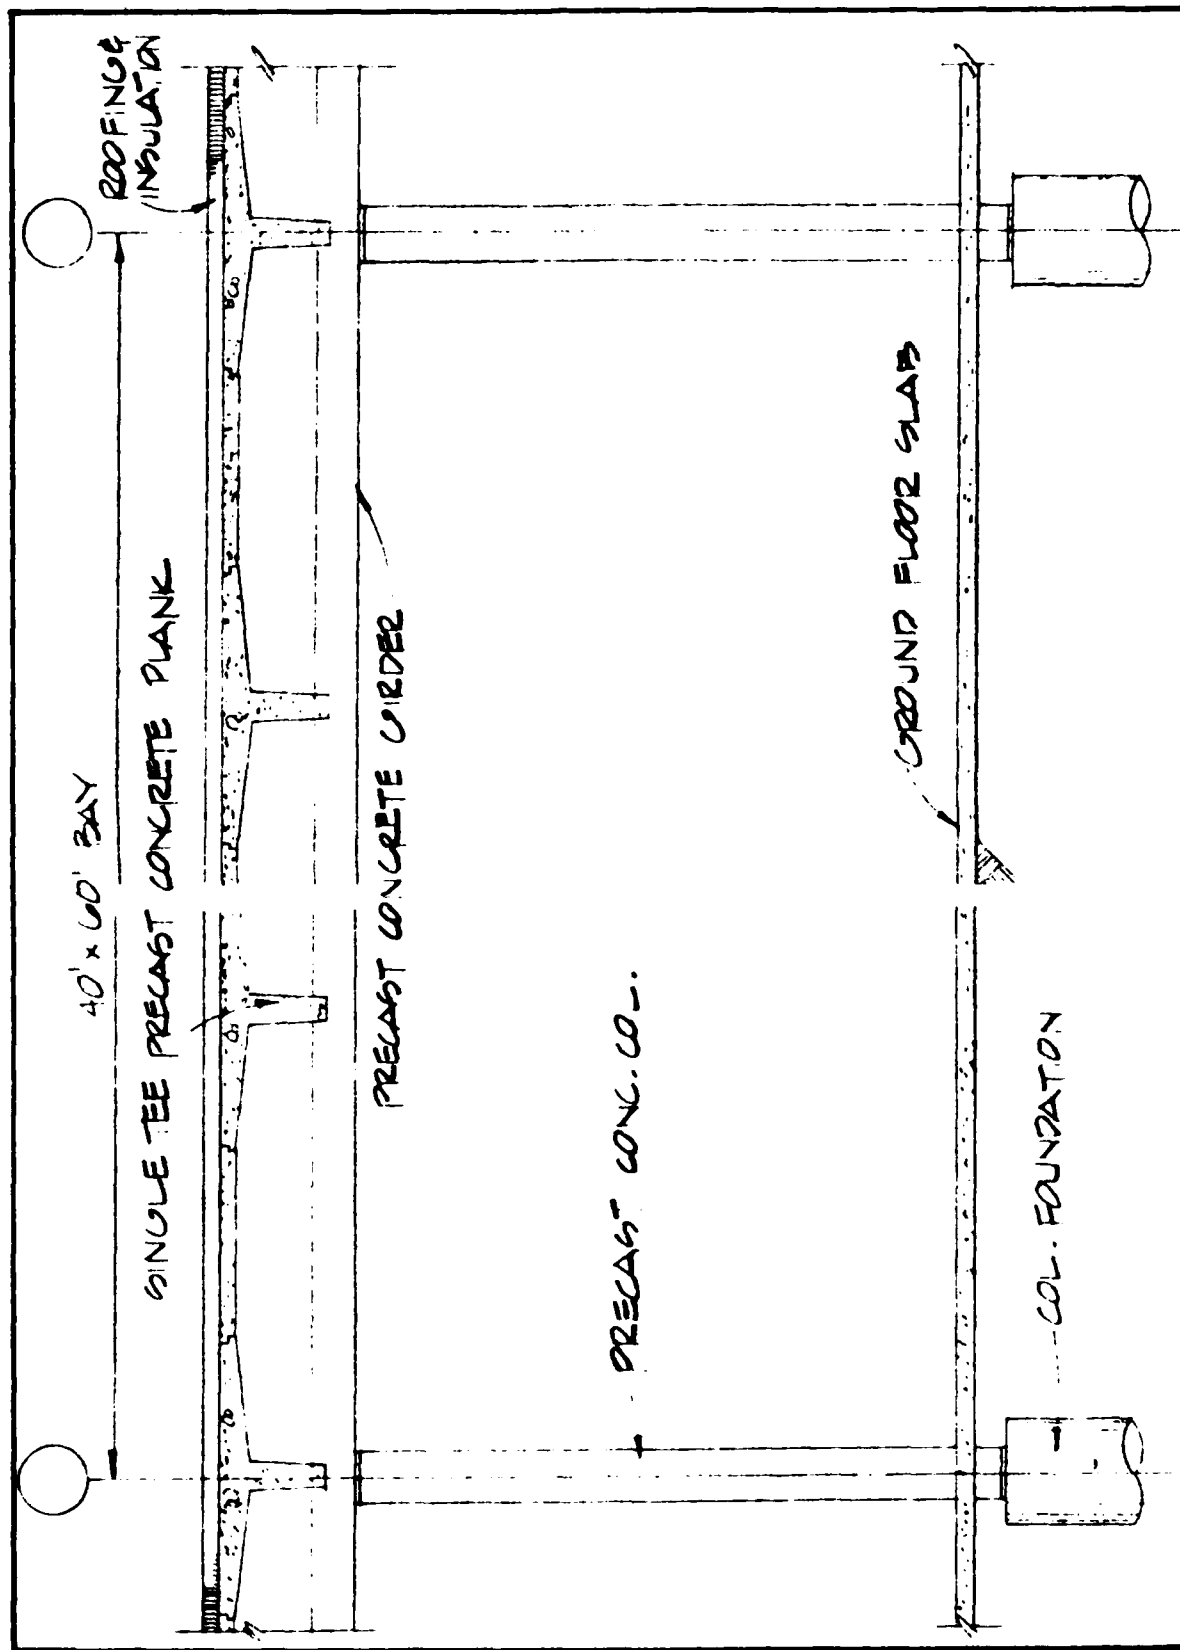 40' x 60' BAY
ROOFING &
INSULATION
SINGLE TEE PRECAST CONCRETE PLANK
PRECAST CONCRETE GIRDER
PRECAST CONC. COL.
GROUND FLOOR SLAB
COL. FOUNDATION